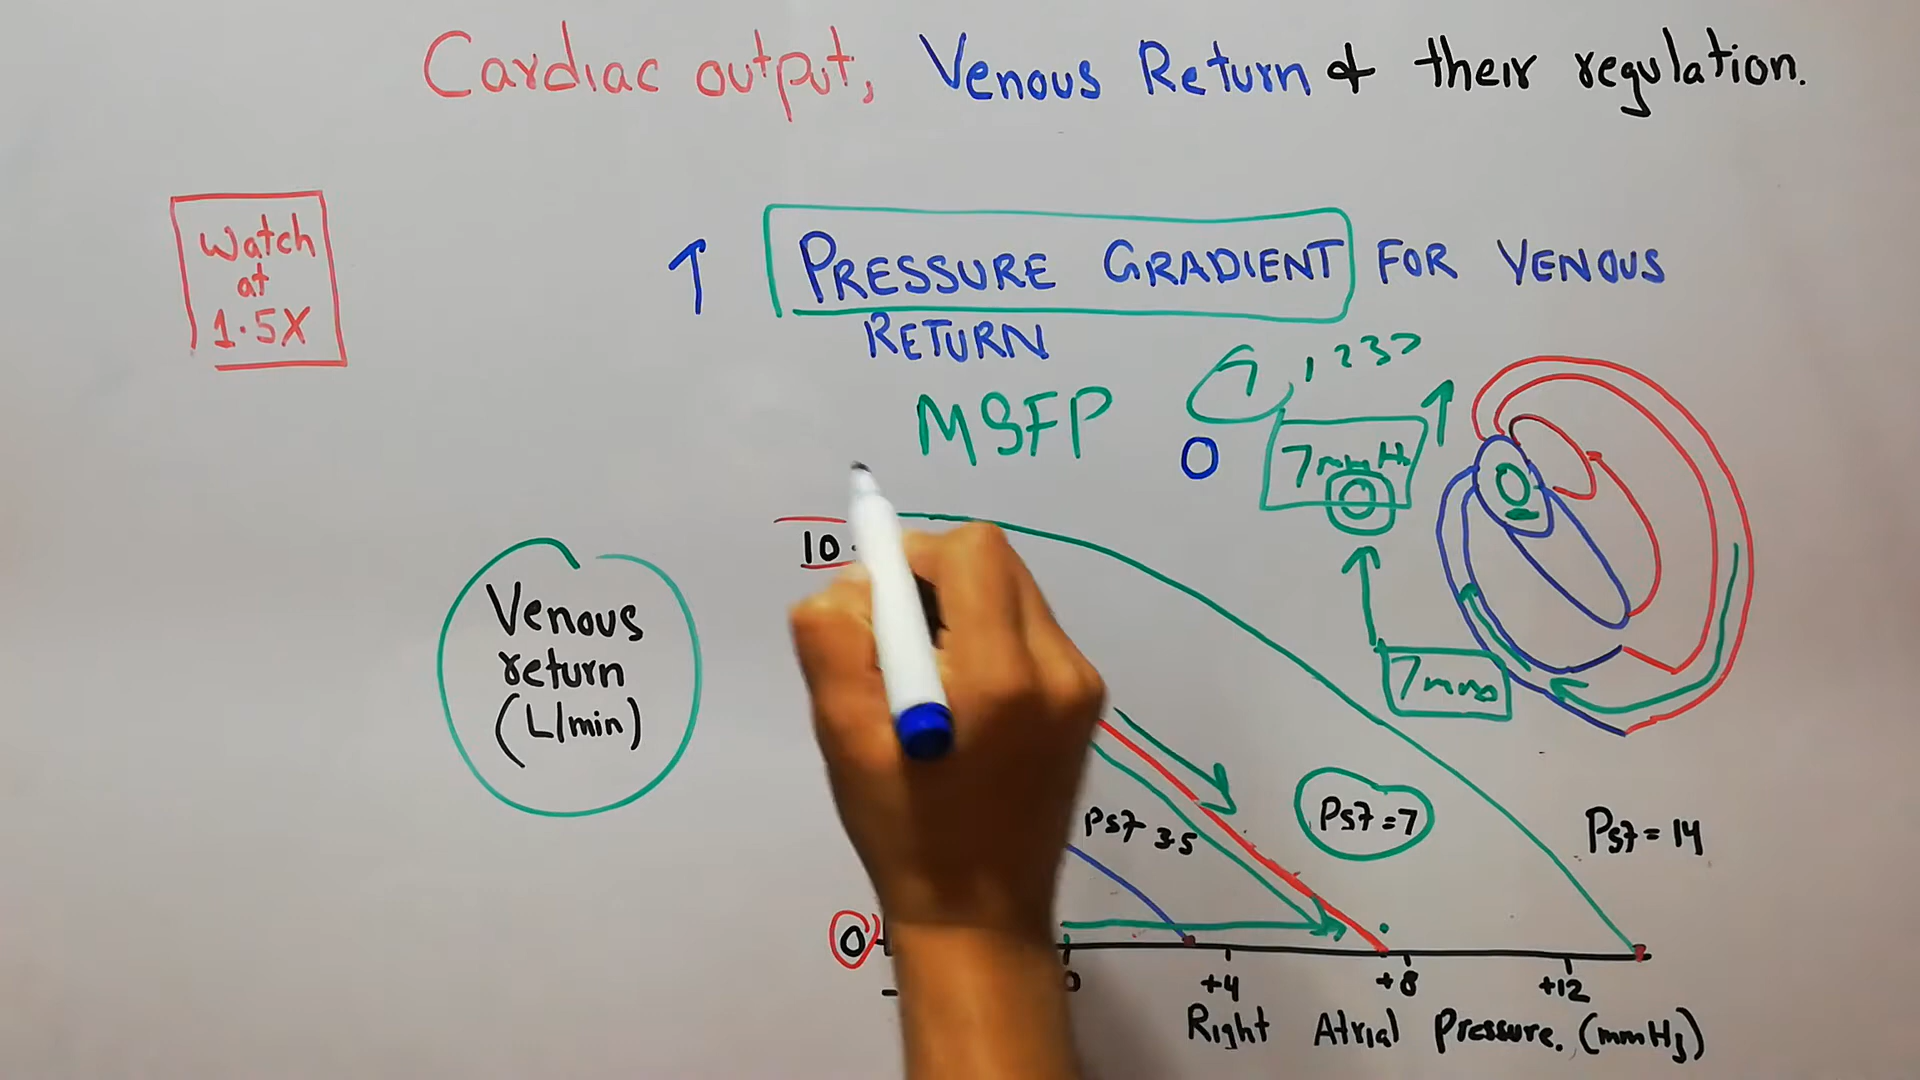 Cardiac output, Venous Return & their regulation.
Watch
at
1.5X
↑ PRESSURE GRADIENT FOR VENOUS
RETURN
7, 1 2 3 >
MSFP
0
7mmH
10
Venous
return
(L/min)
7mm
Psf 3.5
Psf = 7
Psf = 14
0
0 +4 +8 +12
Right Atrial Pressure. (mmHg)